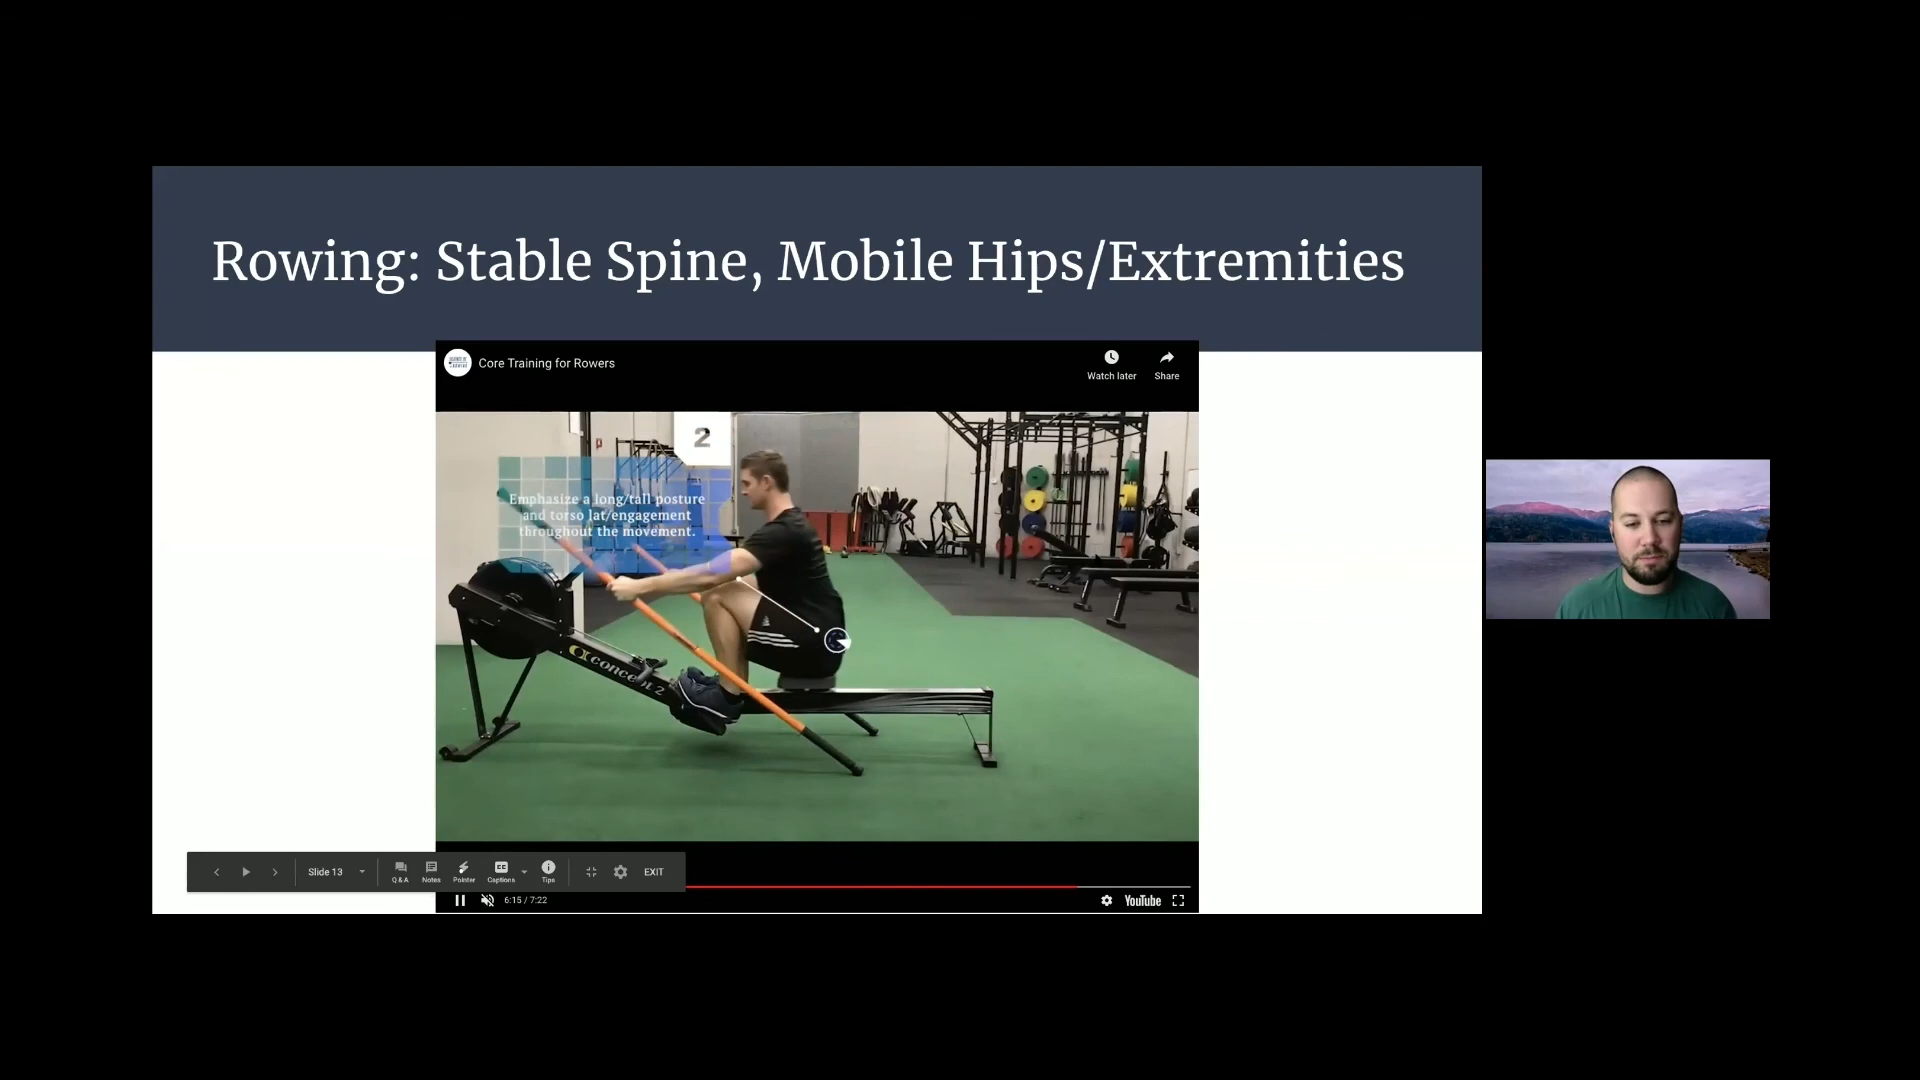 Rowing: Stable Spine, Mobile Hips/Extremities
Core Training for Rowers
Watch later
Share
2
Emphasize a long/tall posture
and torso lat/engagement
throughout the movement.
concept 2
Slide 13
Q & A
Notes
Pointer
Captions
Tips
EXIT
6:15 / 7:22
YouTube